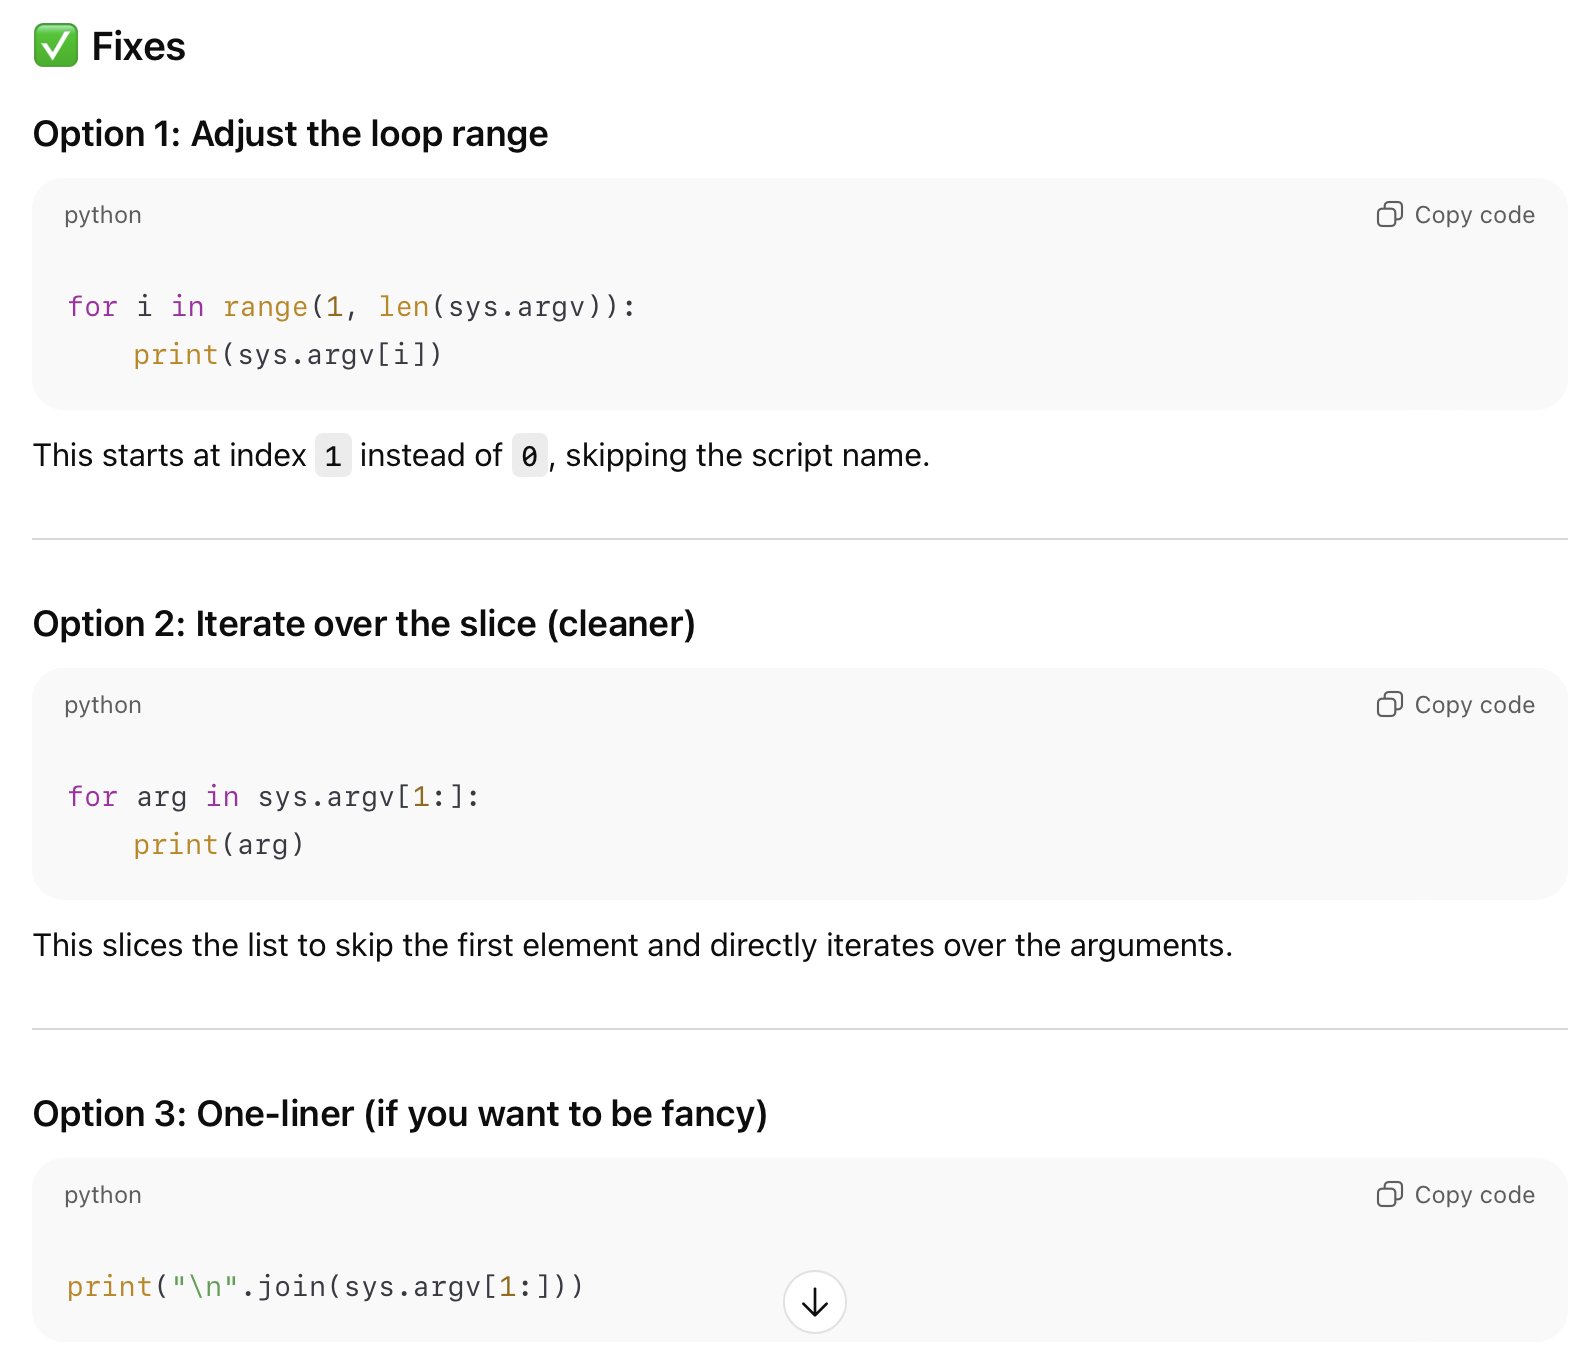 ✅ Fixes
Option 1: Adjust the loop range
python
Copy code
for i in range(1, len(sys.argv)):
    print(sys.argv[i])
This starts at index 1 instead of 0, skipping the script name.
Option 2: Iterate over the slice (cleaner)
python
Copy code
for arg in sys.argv[1:]:
    print(arg)
This slices the list to skip the first element and directly iterates over the arguments.
Option 3: One-liner (if you want to be fancy)
python
Copy code
print("\n".join(sys.argv[1:]))